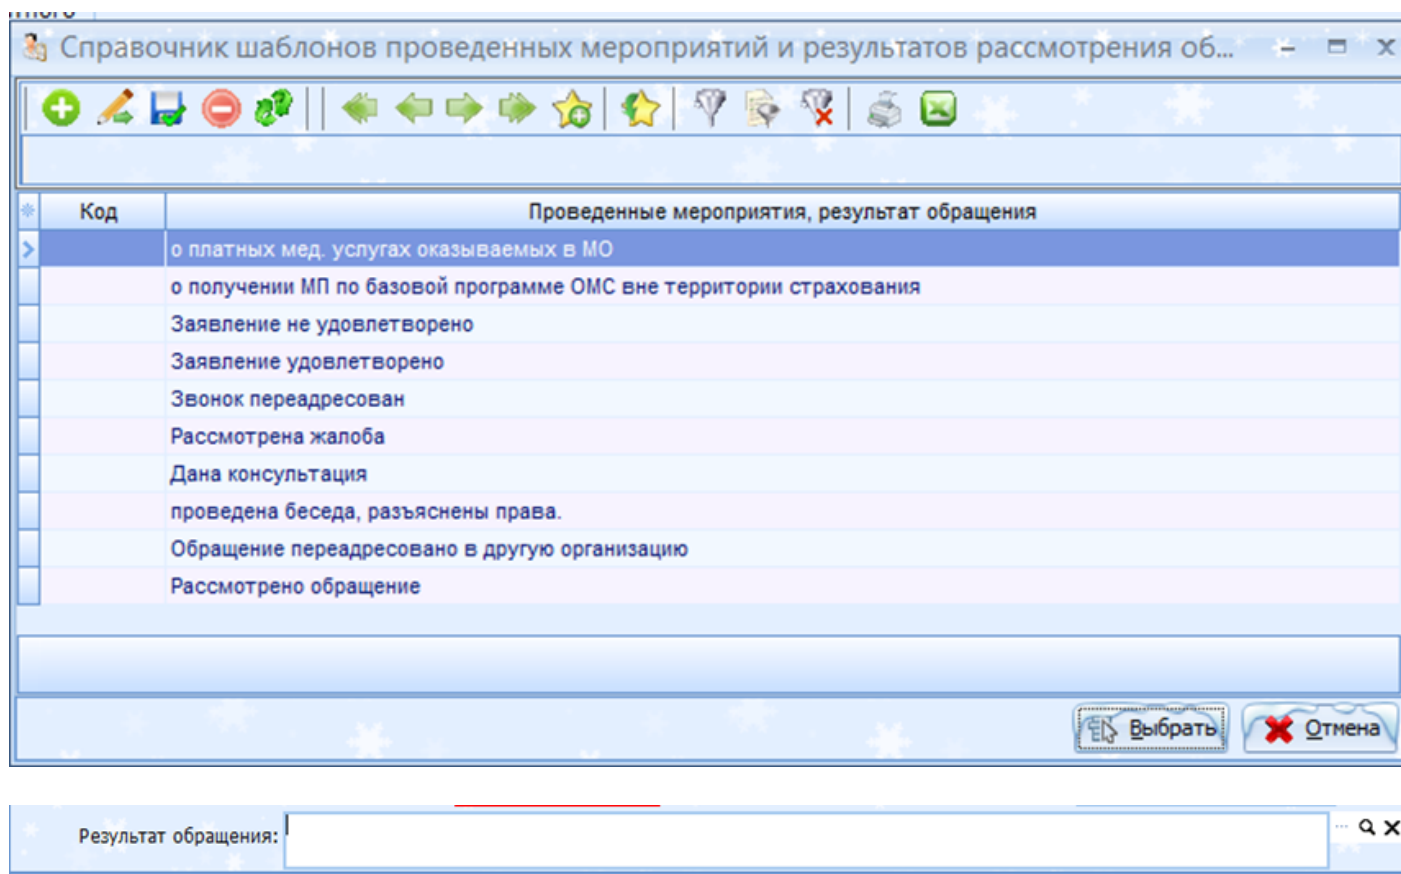 Справочник шаблонов проведенных мероприятий и результатов рассмотрения об...
Код Проведенные мероприятия, результат обращения
о платных мед. услугах оказываемых в МО
о получении МП по базовой программе ОМС вне территории страхования
Заявление не удовлетворено
Заявление удовлетворено
Звонок переадресован
Рассмотрена жалоба
Дана консультация
проведена беседа, разъяснены права.
Обращение переадресовано в другую организацию
Рассмотрено обращение
Выбрать Отмена
Результат обращения: